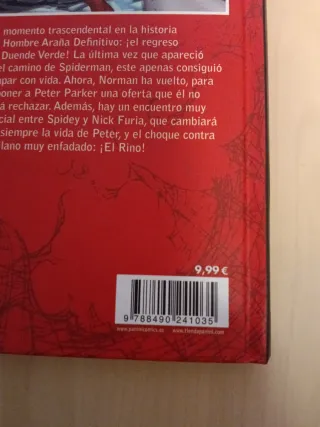 momento trascendental en la historia
Hombre Araña Definitivo: ¡el regreso
Duende Verde! La última vez que apareció
el camino de Spiderman, este apenas consiguió
par con vida. Ahora, Norman ha vuelto, para
poner a Peter Parker una oferta que él no
á rechazar. Además, hay un encuentro muy
cial entre Spidey y Nick Furia, que cambiará
siempre la vida de Peter, y el choque contra
llano muy enfadado: ¡El Rino!
9,99 €
9 788490 241035